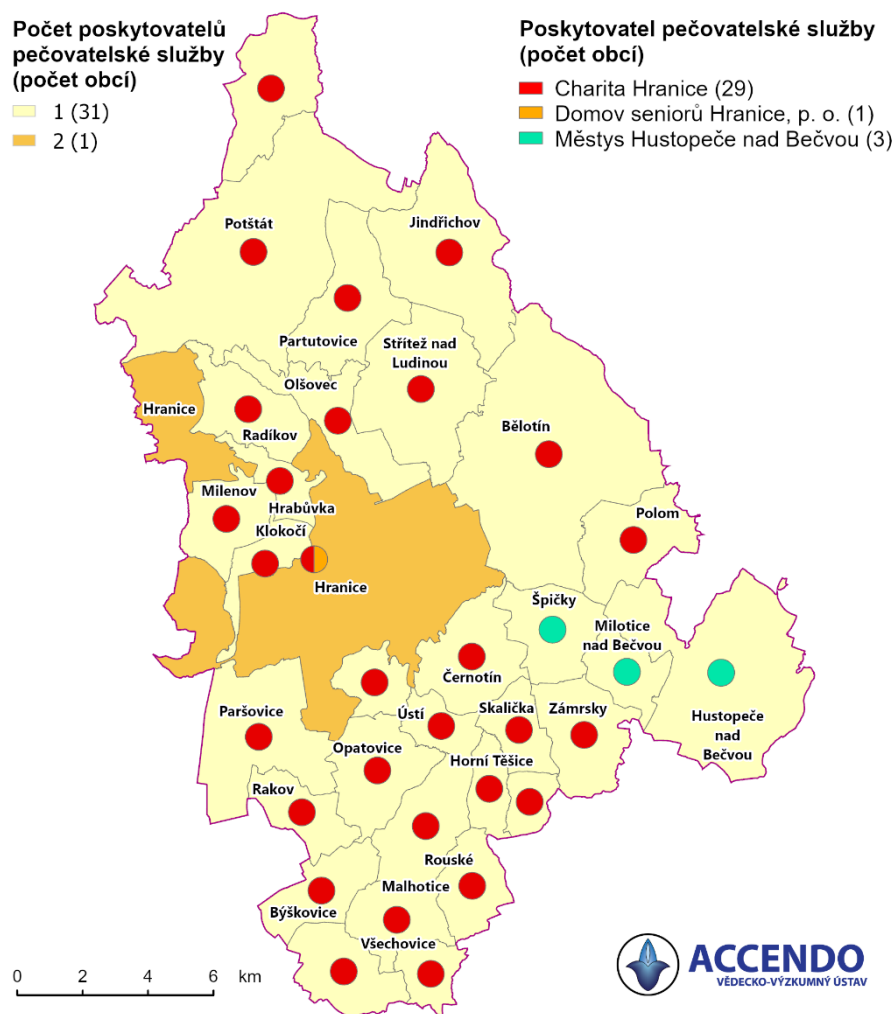 Počet poskytovatelů
pečovatelské služby
(počet obcí)
1 (31)
2 (1)
Poskytovatel pečovatelské služby
(počet obcí)
Charita Hranice (29)
Domov seniorů Hranice, p. o. (1)
Městys Hustopeče nad Bečvou (3)
Potštát
Jindřichov
Partutovice
Střítež nad
Ludinou
Olšovec
Hranice
Radíkov
Bělotín
Milenov
Hrabůvka
Klokočí
Polom
Hranice
Špičky
Milotice
nad Bečvou
Černotín
Hustopeče
nad
Bečvou
Paršovice
Ústí
Skalička
Zámrsky
Opatovice
Horní Těšice
Rakov
Rouské
Malhotice
Býškovice
Všechovice
0 2 4 6 km
ACCENDO
VĚDECKO-VÝZKUMNÝ ÚSTAV